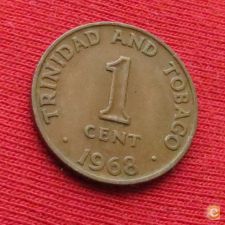 TRINIDAD AND TOBAGO
1
CENT
· 1968 ·